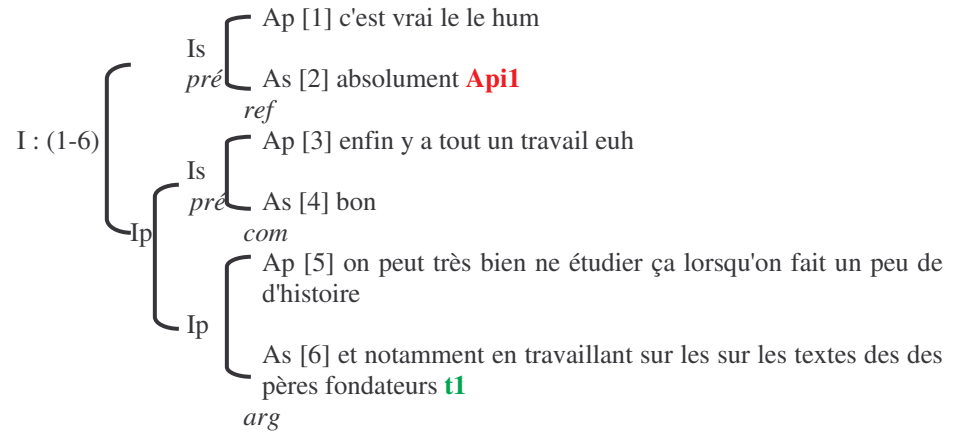 Ap [1] c'est vrai le le hum
Is
pré
As [2] absolument Api1
ref
I : (1-6)
Ap [3] enfin y a tout un travail euh
Is
pré
As [4] bon
Ip
com
Ap [5] on peut très bien ne étudier ça lorsqu'on fait un peu de
d'histoire
Ip
As [6] et notamment en travaillant sur les sur les textes des des
pères fondateurs t1
arg